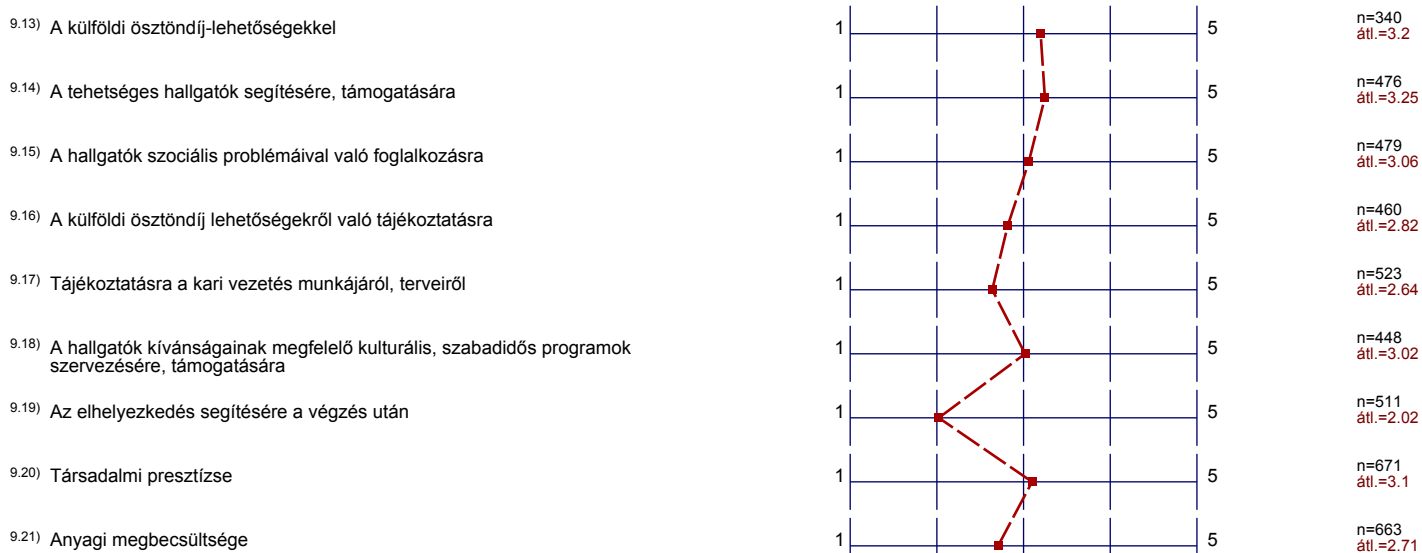 9.13) A külföldi ösztöndíj-lehetőségekkel
1 5
n=340
átl.=3.2
9.14) A tehetséges hallgatók segítésére, támogatására
1 5
n=476
átl.=3.25
9.15) A hallgatók szociális problémáival való foglalkozásra
1 5
n=479
átl.=3.06
9.16) A külföldi ösztöndíj lehetőségekről való tájékoztatásra
1 5
n=460
átl.=2.82
9.17) Tájékoztatásra a kari vezetés munkájáról, terveiről
1 5
n=523
átl.=2.64
9.18) A hallgatók kívánságainak megfelelő kulturális, szabadidős programok
szervezésére, támogatására
1 5
n=448
átl.=3.02
9.19) Az elhelyezkedés segítésére a végzés után
1 5
n=511
átl.=2.02
9.20) Társadalmi presztízse
1 5
n=671
átl.=3.1
9.21) Anyagi megbecsültsége
1 5
n=663
átl.=2.71